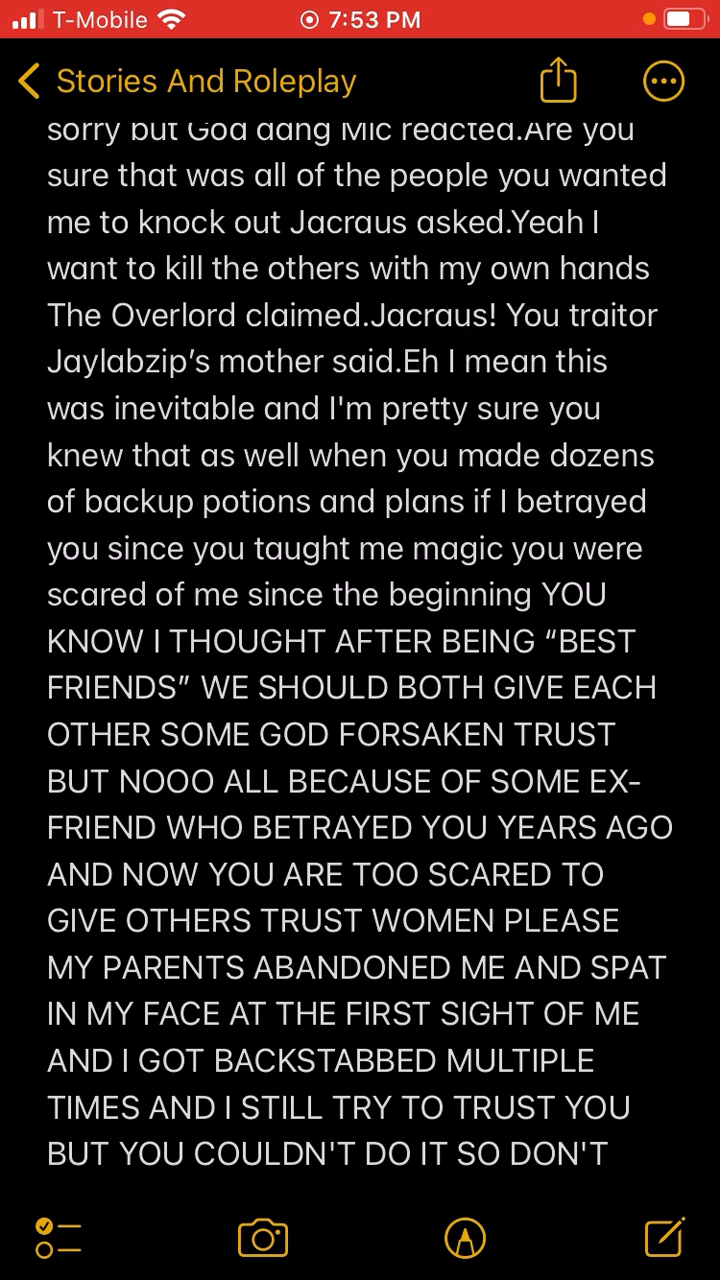 T-Mobile 7:53 PM
Stories And Roleplay
sorry but God dang Mic reacted.Are you
sure that was all of the people you wanted
me to knock out Jacraus asked.Yeah I
want to kill the others with my own hands
The Overlord claimed.Jacraus! You traitor
Jaylabzip’s mother said.Eh I mean this
was inevitable and I'm pretty sure you
knew that as well when you made dozens
of backup potions and plans if I betrayed
you since you taught me magic you were
scared of me since the beginning YOU
KNOW I THOUGHT AFTER BEING “BEST
FRIENDS” WE SHOULD BOTH GIVE EACH
OTHER SOME GOD FORSAKEN TRUST
BUT NOOO ALL BECAUSE OF SOME EX-
FRIEND WHO BETRAYED YOU YEARS AGO
AND NOW YOU ARE TOO SCARED TO
GIVE OTHERS TRUST WOMEN PLEASE
MY PARENTS ABANDONED ME AND SPAT
IN MY FACE AT THE FIRST SIGHT OF ME
AND I GOT BACKSTABBED MULTIPLE
TIMES AND I STILL TRY TO TRUST YOU
BUT YOU COULDN'T DO IT SO DON'T